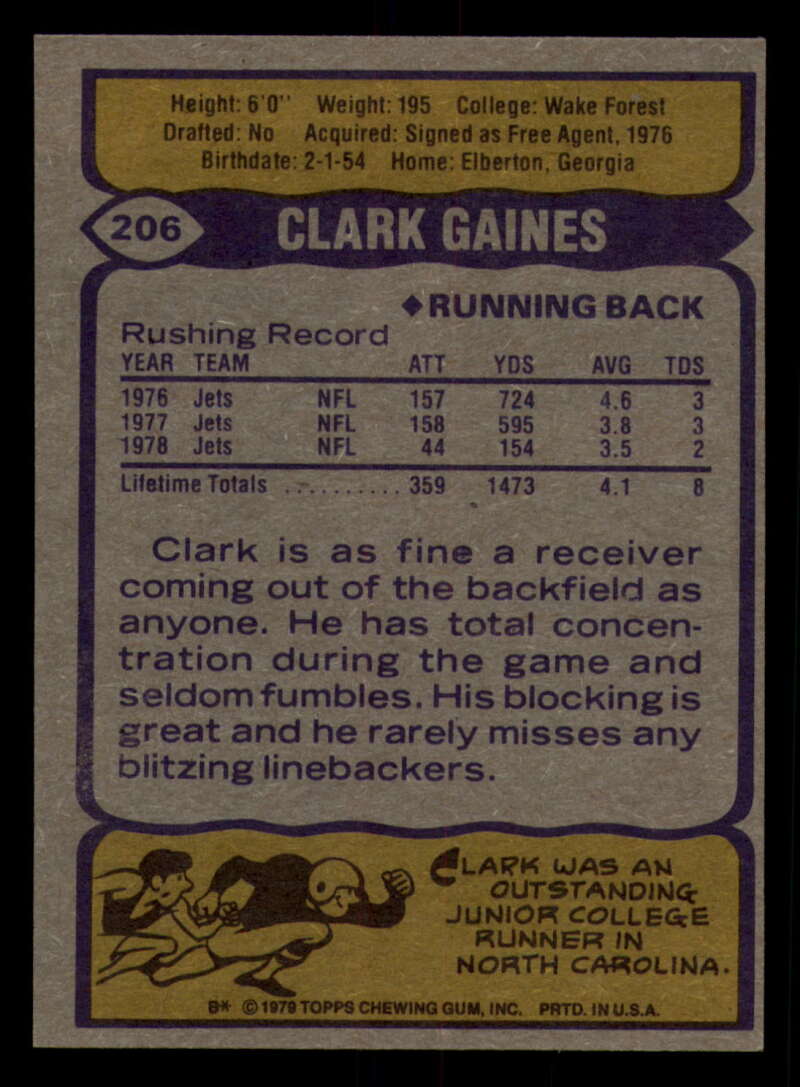 Height: 6'0" Weight: 195 College: Wake Forest
Drafted: No Acquired: Signed as Free Agent, 1976
Birthdate: 2-1-54 Home: Elberton, Georgia
206 CLARK GAINES
♦RUNNING BACK
Rushing Record
YEAR TEAM ATT YDS AVG TDS
1976 Jets NFL 157 724 4.6 3
1977 Jets NFL 158 595 3.8 3
1978 Jets NFL 44 154 3.5 2
Lifetime Totals .......... 359 1473 4.1 8
Clark is as fine a receiver
coming out of the backfield as
anyone. He has total concen-
tration during the game and
seldom fumbles. His blocking is
great and he rarely misses any
blitzing linebackers.
CLARK WAS AN
OUTSTANDING
JUNIOR COLLEGE
RUNNER IN
NORTH CAROLINA.
B* © 1979 TOPPS CHEWING GUM, INC. PRTD. IN U.S.A.